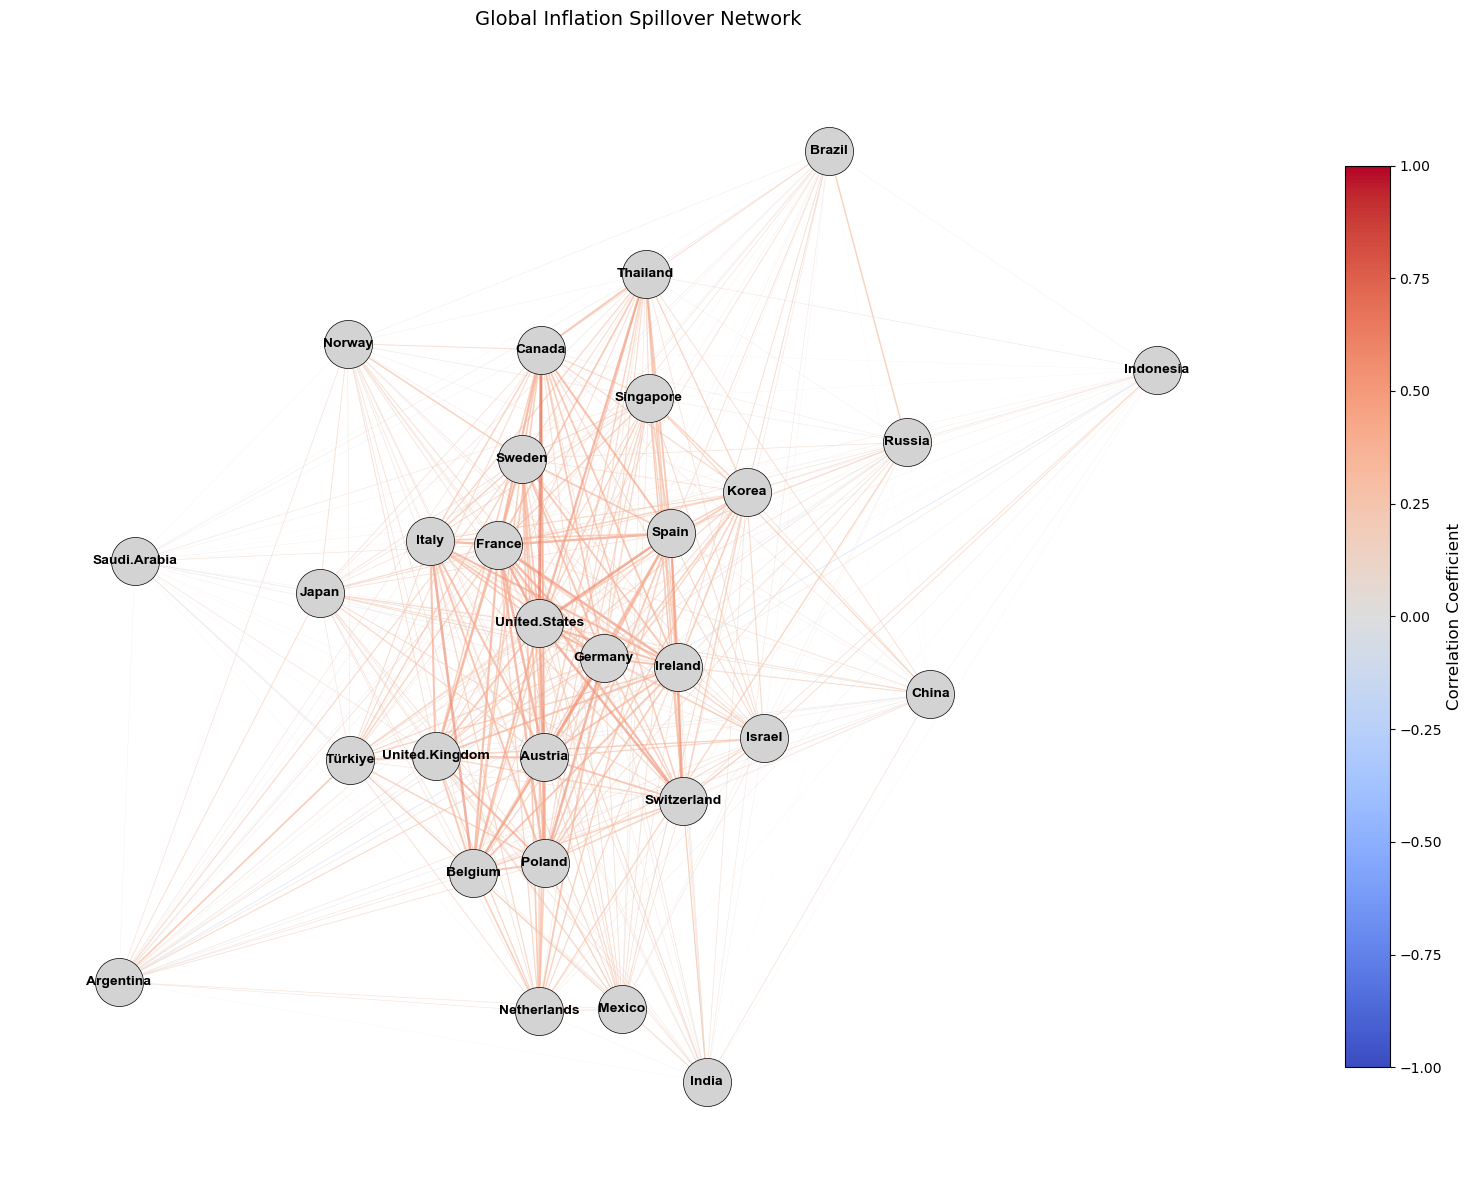 Global Inflation Spillover Network
Brazil
Thailand
Norway
Canada
Indonesia
Singapore
Russia
Sweden
Korea
Spain
Italy
France
Saudi.Arabia
Japan
United.States
Germany
Ireland
China
Israel
United.Kingdom
Austria
Türkiye
Switzerland
Poland
Belgium
Argentina
Netherlands
Mexico
India
1.00
0.75
0.50
0.25
0.00
−0.25
−0.50
−0.75
−1.00
Correlation Coefficient